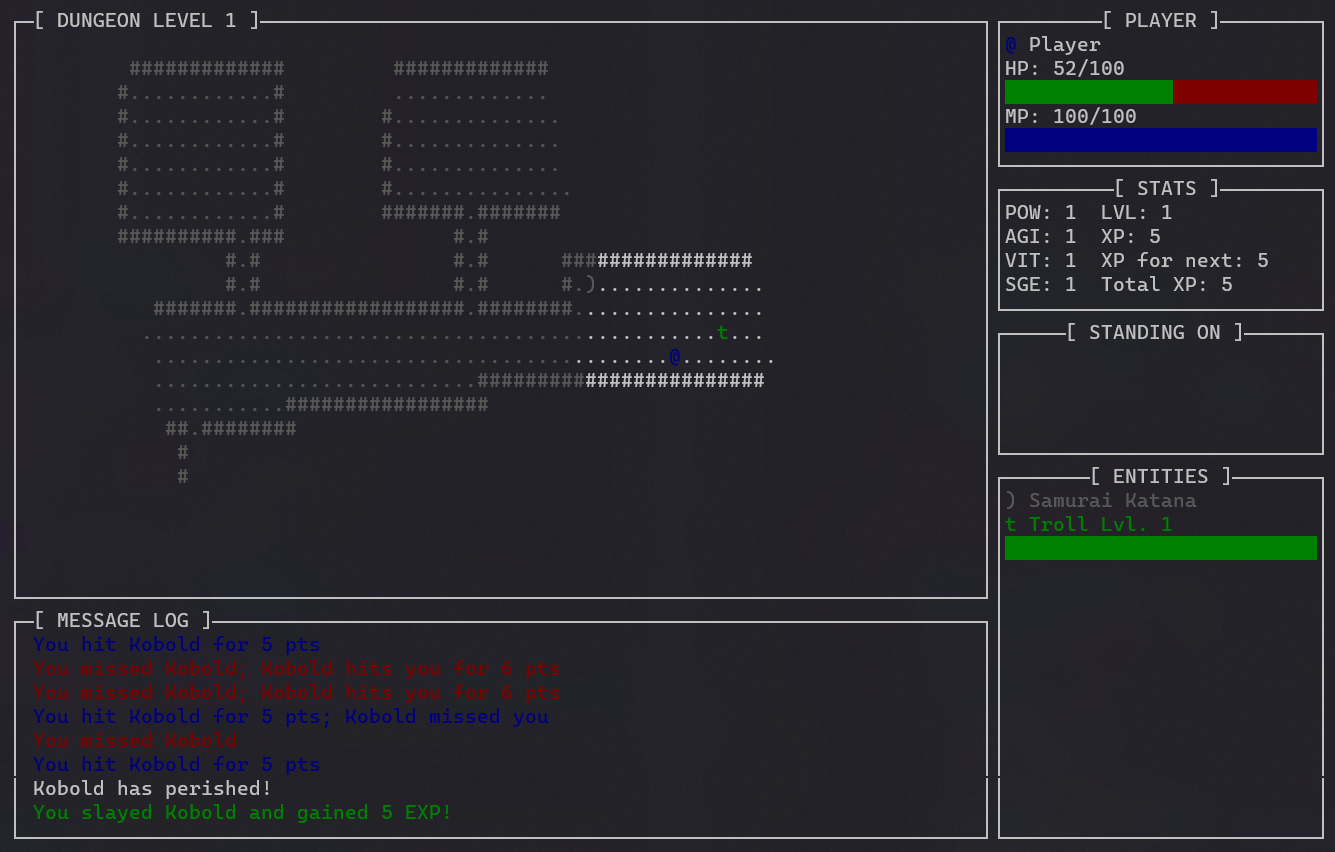 [ DUNGEON LEVEL 1 ]
 #############         #############
#............#         .............
#............#        #..............
#............#        #..............
#............#        #..............
#............#        #...............
#............#        #######.#######
##########.###              #.#
         #.#                #.#      ################
         #.#                #.#      #.)..............
   #######.##################.########................
  ................................................t...
   ...........................................@........
   ...........................########################
   ...........#################
    ##.########
     #
     #
[ MESSAGE LOG ]
You hit Kobold for 5 pts
You missed Kobold; Kobold hits you for 6 pts
You missed Kobold; Kobold hits you for 6 pts
You hit Kobold for 5 pts; Kobold missed you
You missed Kobold
You hit Kobold for 5 pts
Kobold has perished!
You slayed Kobold and gained 5 EXP!
[ PLAYER ]
@ Player
HP: 52/100
MP: 100/100
[ STATS ]
POW: 1  LVL: 1
AGI: 1  XP: 5
VIT: 1  XP for next: 5
SGE: 1  Total XP: 5
[ STANDING ON ]
[ ENTITIES ]
) Samurai Katana
t Troll Lvl. 1